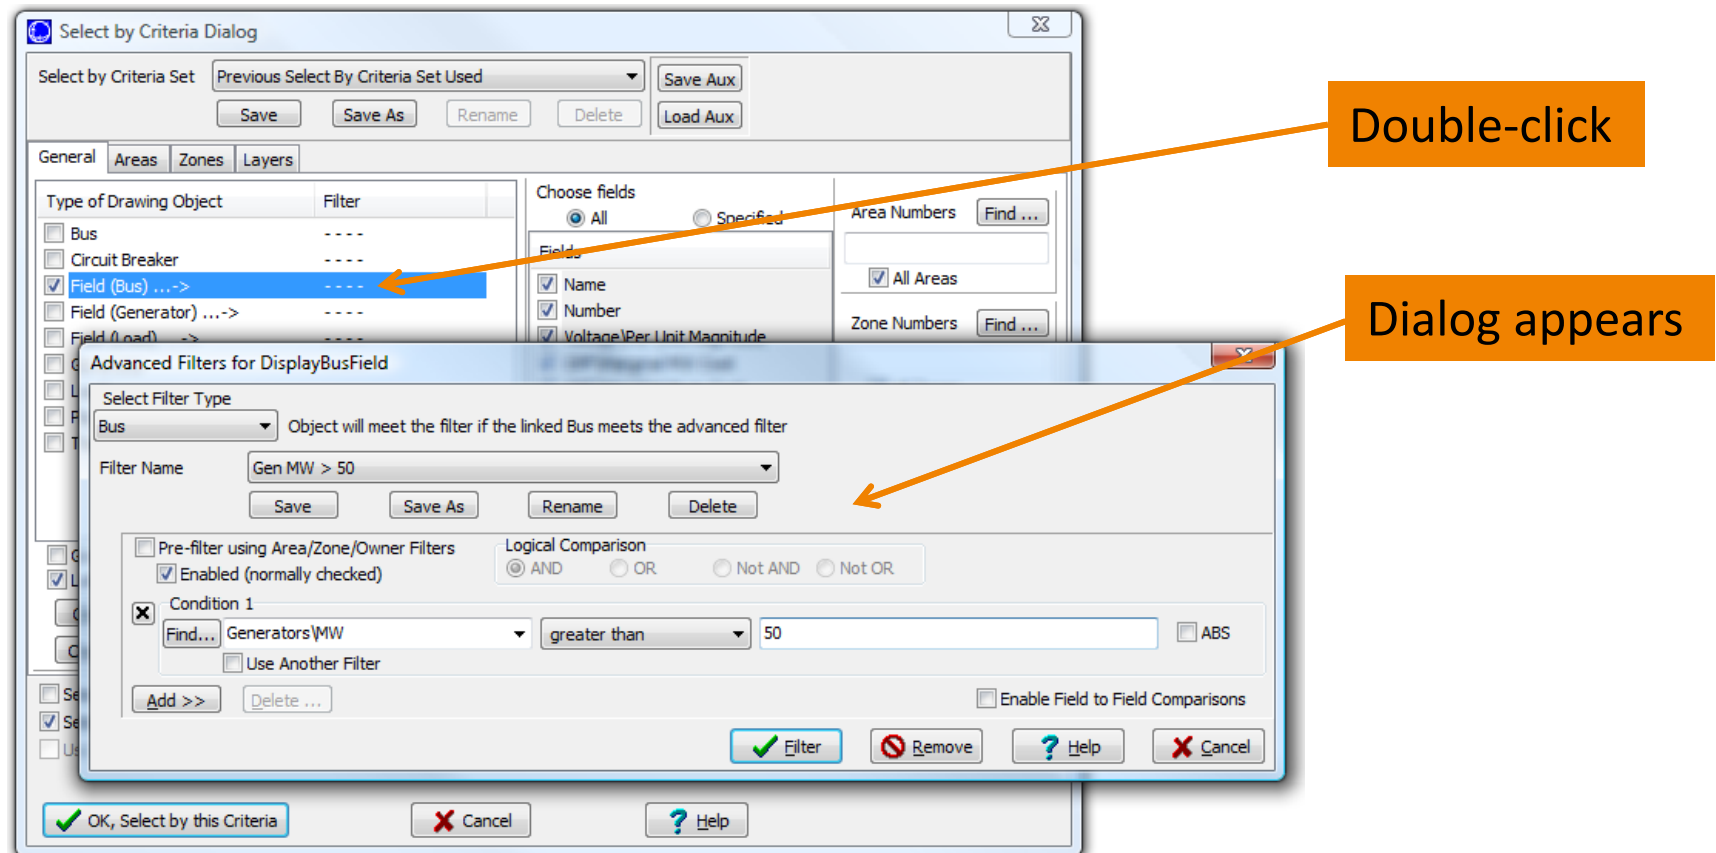 Select by Criteria Dialog
Select by Criteria Set Previous Select By Criteria Set Used Save Aux
Save Save As Rename Delete Load Aux
Double-click
General Areas Zones Layers
Type of Drawing Object Filter
Choose fields
All Specified
Area Numbers Find ...
Bus - - - -
Fields
Circuit Breaker - - - -
Field (Bus) ...-> - - - -
Name
All Areas
Field (Generator) ...-> - - - -
Number
Zone Numbers Find ...
Dialog appears
Field (Load) ...-> - - - -
Voltage\Per Unit Magnitude
Advanced Filters for DisplayBusField
Select Filter Type
Bus Object will meet the filter if the linked Bus meets the advanced filter
Filter Name Gen MW > 50
Save Save As Rename Delete
Pre-filter using Area/Zone/Owner Filters
Logical Comparison
Enabled (normally checked)
AND OR Not AND Not OR
Condition 1
Find... Generators\MW greater than 50 ABS
Use Another Filter
Add >> Delete ... Enable Field to Field Comparisons
Filter Remove Help Cancel
OK, Select by this Criteria Cancel Help